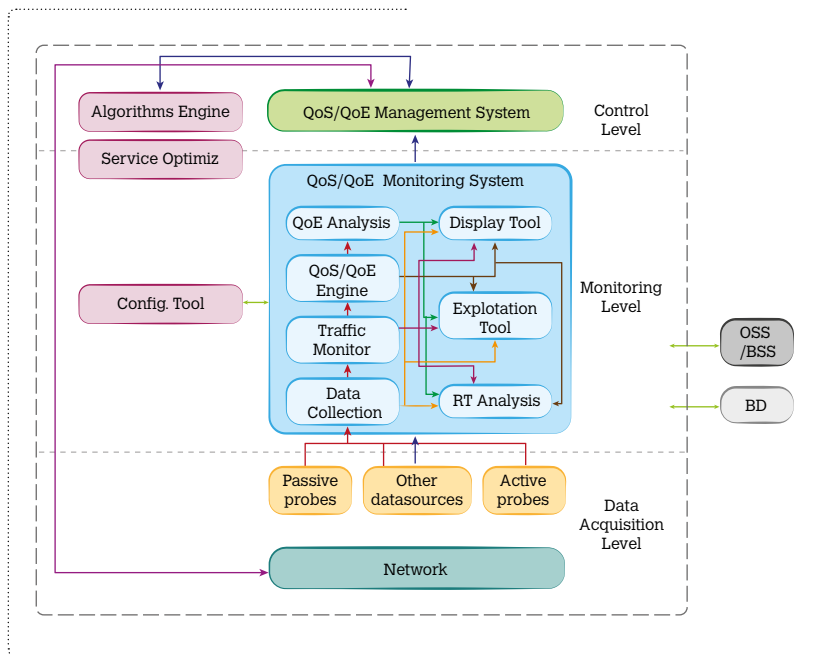 Algorithms Engine
QoS/QoE Management System
Control
Level
Service Optimiz
QoS/QoE Monitoring System
QoE Analysis
Display Tool
QoS/QoE
Engine
Config. Tool
Explotation
Tool
Monitoring
Level
Traffic
Monitor
OSS
/BSS
Data
Collection
RT Analysis
BD
Passive
probes
Other
datasources
Active
probes
Data
Acquisition
Level
Network